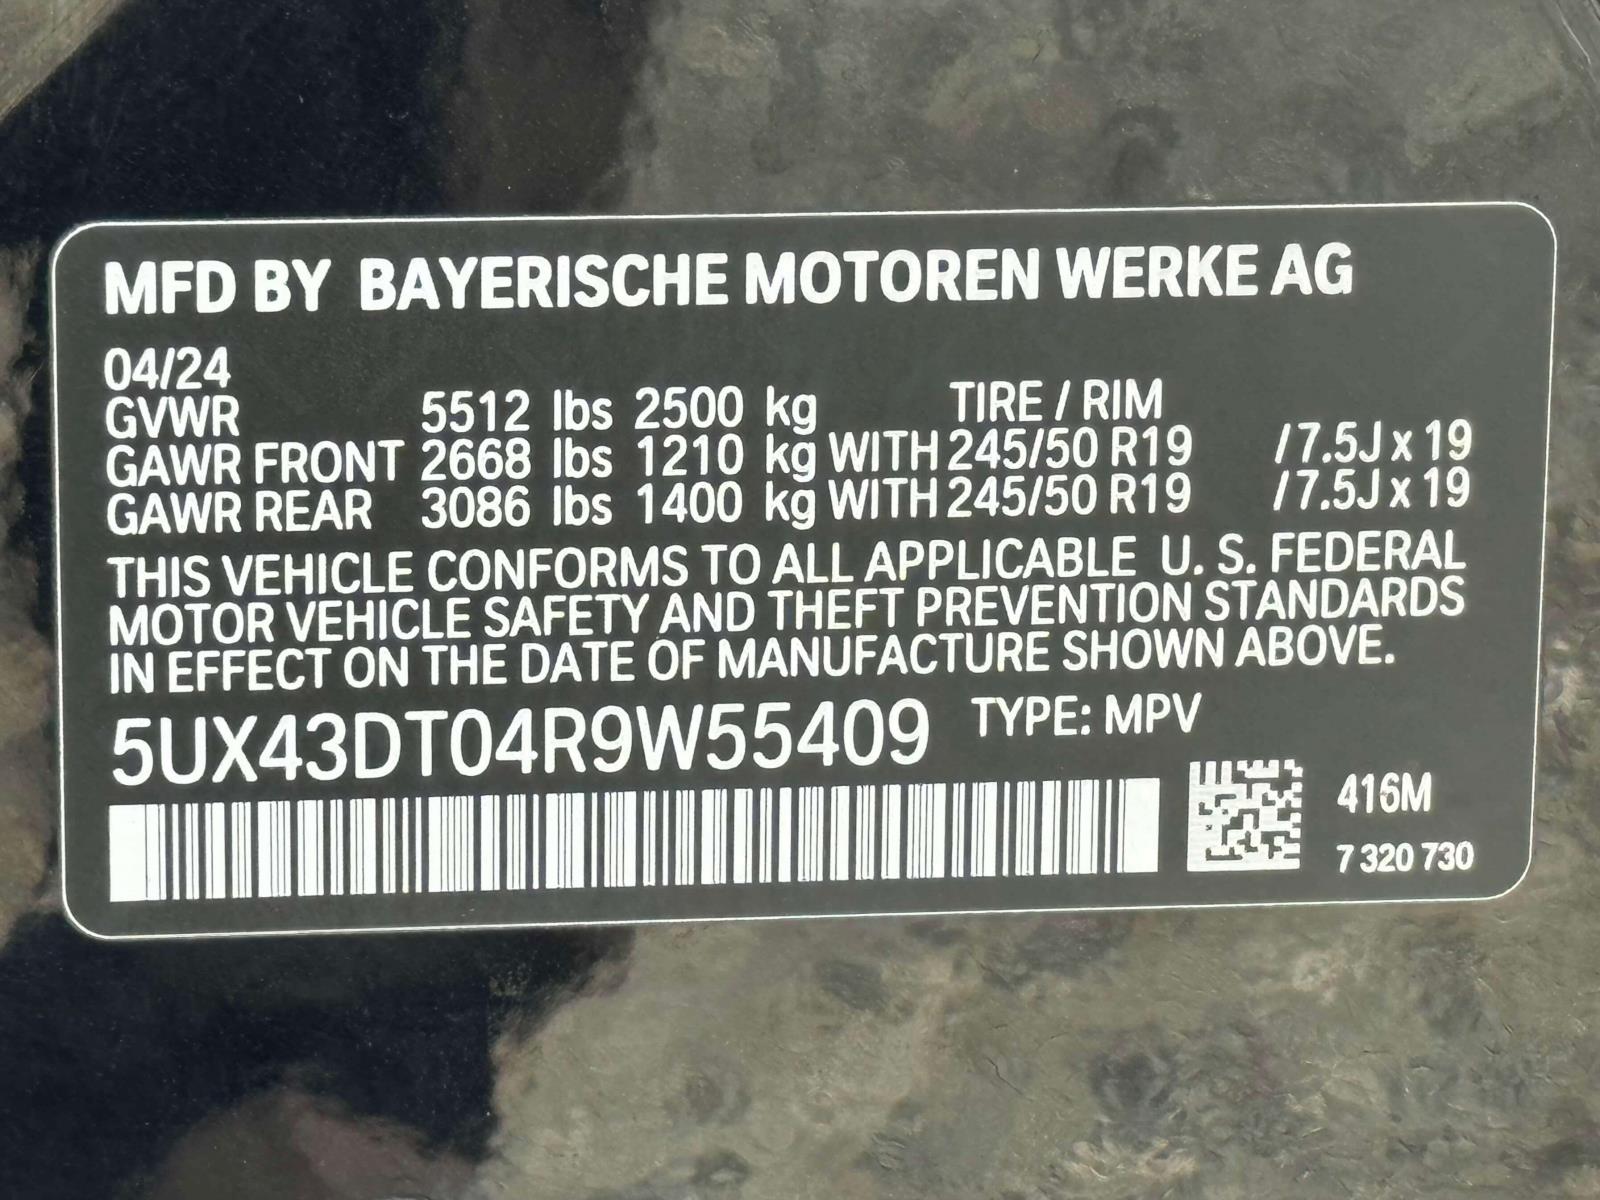 MFD BY BAYERISCHE MOTOREN WERKE AG
04/24
TIRE / RIM
GVWR 5512 lbs 2500 kg
GAWR FRONT 2668 lbs 1210 kg WITH 245/50 R19 /7.5J x 19
GAWR REAR 3086 lbs 1400 kg WITH 245/50 R19 /7.5J x 19
THIS VEHICLE CONFORMS TO ALL APPLICABLE U. S. FEDERAL
MOTOR VEHICLE SAFETY AND THEFT PREVENTION STANDARDS
IN EFFECT ON THE DATE OF MANUFACTURE SHOWN ABOVE.
5UX43DT04R9W55409 TYPE: MPV
416M
7 320 730